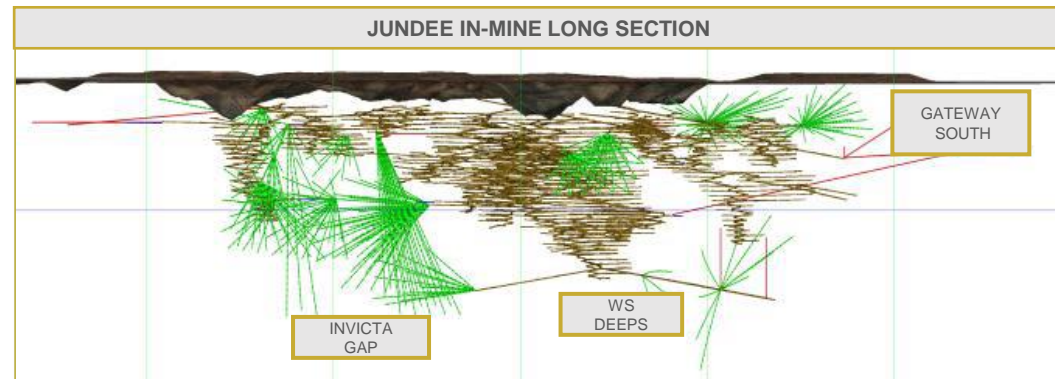 JUNDEE IN-MINE LONG SECTION
GATEWAY
SOUTH
INVICTA
GAP
WS
DEEPS